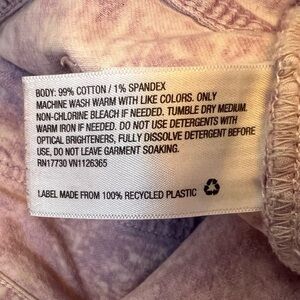 BODY: 99% COTTON / 1% SPANDEX
MACHINE WASH WARM WITH LIKE COLORS. ONLY
NON-CHLORINE BLEACH IF NEEDED. TUMBLE DRY MEDIUM.
WARM IRON IF NEEDED. DO NOT USE DETERGENTS WITH
OPTICAL BRIGHTENERS, FULLY DISSOLVE DETERGENT BEFORE
USE, DO NOT LEAVE GARMENT SOAKING.
RN17730 VN1126365
LABEL MADE FROM 100% RECYCLED PLASTIC